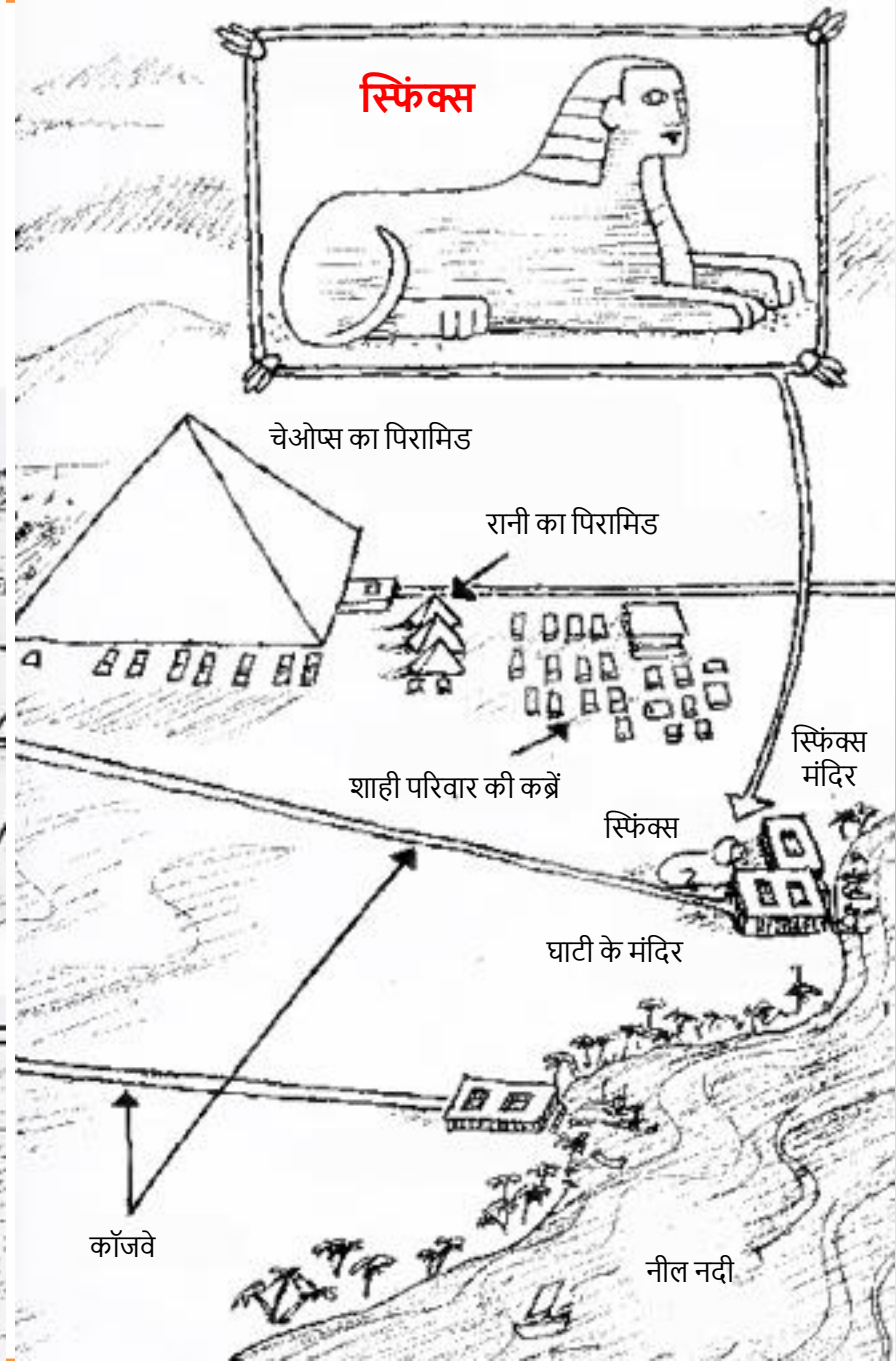 स्फिंक्स
चेओप्स का पिरामिड
रानी का पिरामिड
शाही परिवार की कब्रें
स्फिंक्स
मंदिर
स्फिंक्स
घाटी के मंदिर
कॉजवे
नील नदी